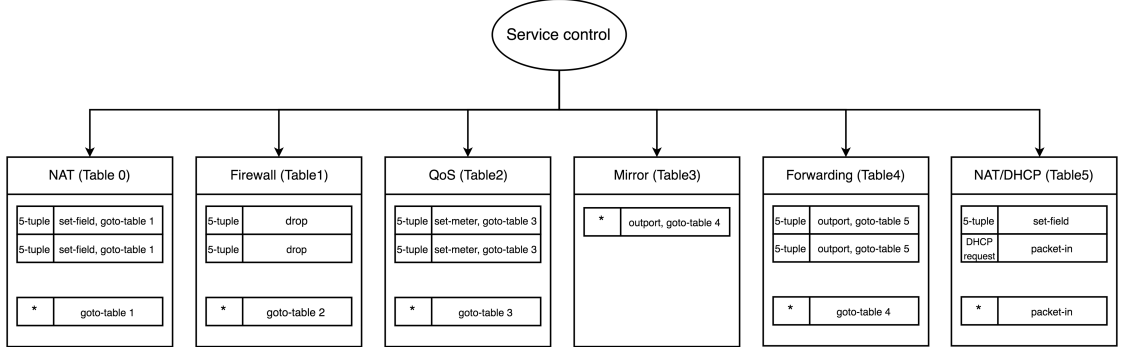 Service control
NAT (Table 0)
5-tuple set-field, goto-table 1
5-tuple set-field, goto-table 1
* goto-table 1
Firewall (Table1)
5-tuple drop
5-tuple drop
* goto-table 2
QoS (Table2)
5-tuple set-meter, goto-table 3
5-tuple set-meter, goto-table 3
* goto-table 3
Mirror (Table3)
* outport, goto-table 4
Forwarding (Table4)
5-tuple outport, goto-table 5
5-tuple outport, goto-table 5
* goto-table 4
NAT/DHCP (Table5)
5-tuple set-field
DHCP
request packet-in
* packet-in